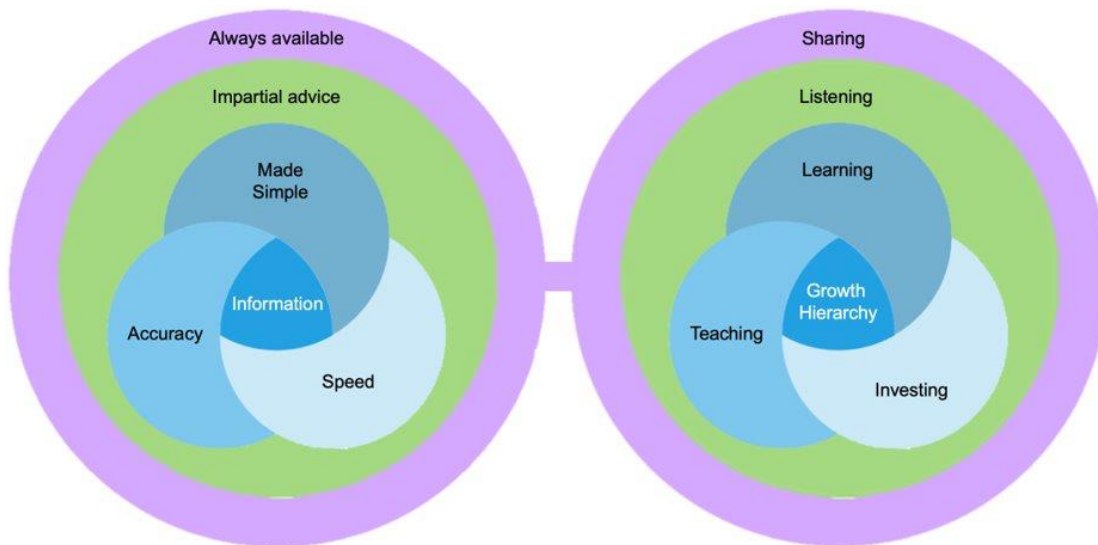 Always available
Impartial advice
Made
Simple
Information
Accuracy
Speed
Sharing
Listening
Learning
Growth
Hierarchy
Teaching
Investing